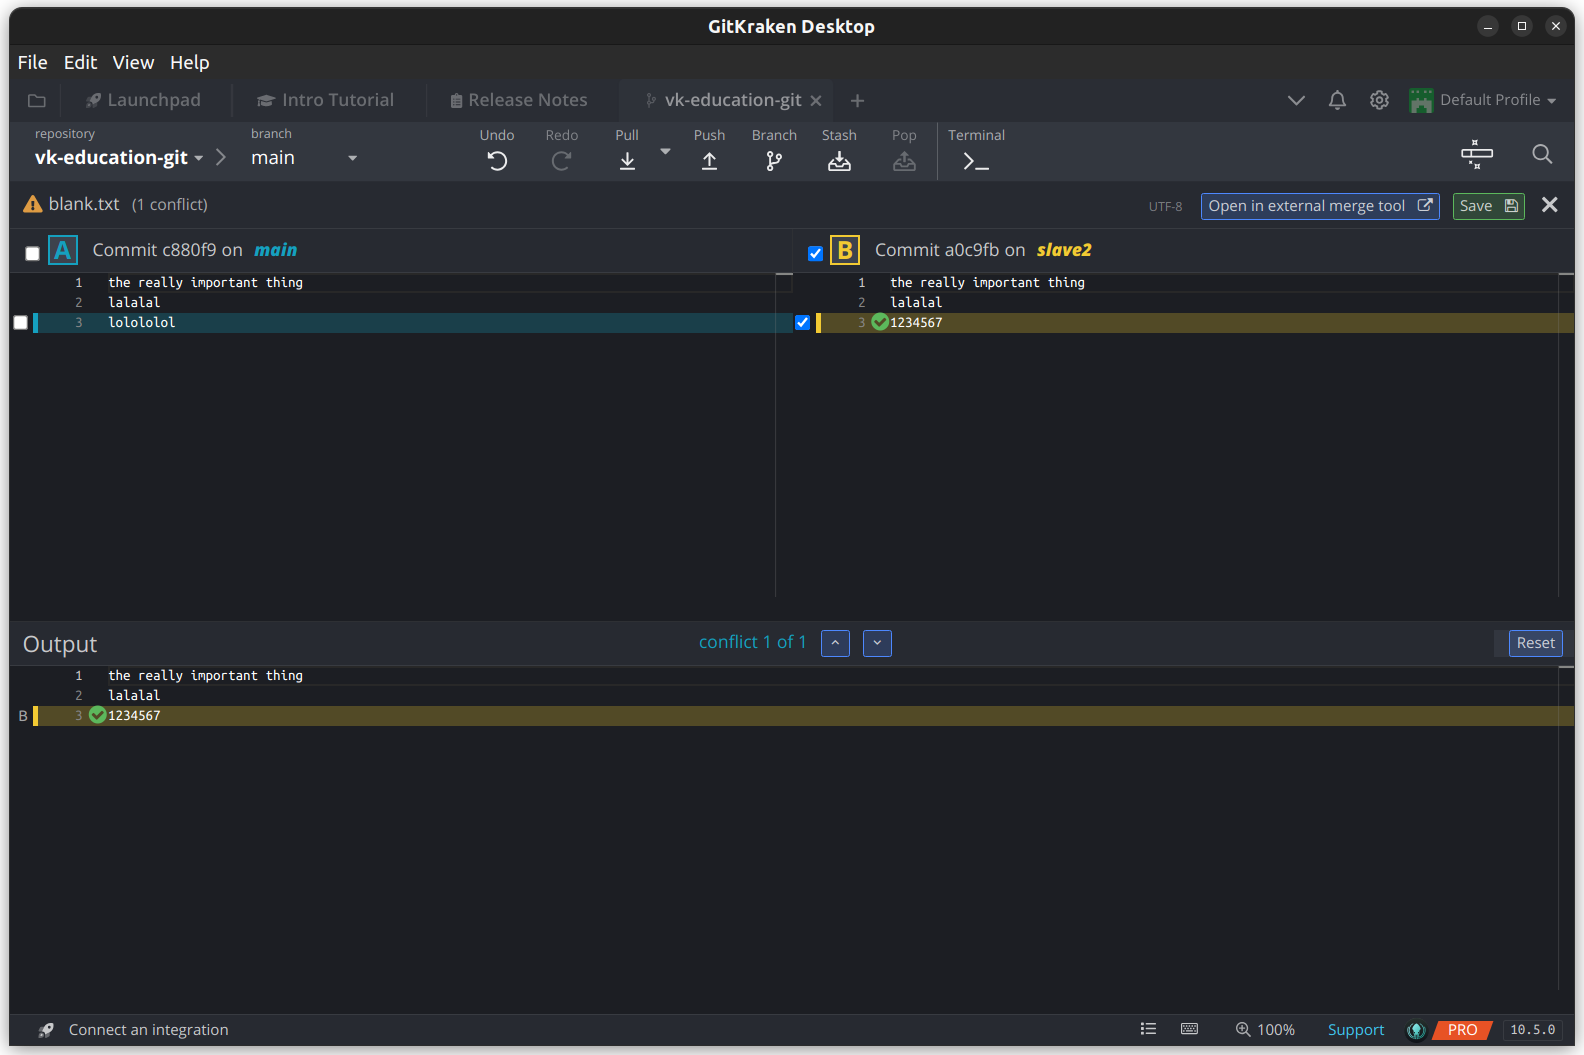 GitKraken Desktop
File Edit View Help
Launchpad Intro Tutorial Release Notes vk-education-git Default Profile
repository branch Undo Redo Pull Push Branch Stash Pop Terminal
vk-education-git main
blank.txt (1 conflict) UTF-8 Open in external merge tool Save
A Commit c880f9 on main B Commit a0c9fb on slave2
1 the really important thing 1 the really important thing
2 lalalal 2 lalalal
3 lolololol 3 1234567
Output conflict 1 of 1 Reset
1 the really important thing
2 lalalal
B 3 1234567
Connect an integration 100% Support PRO 10.5.0